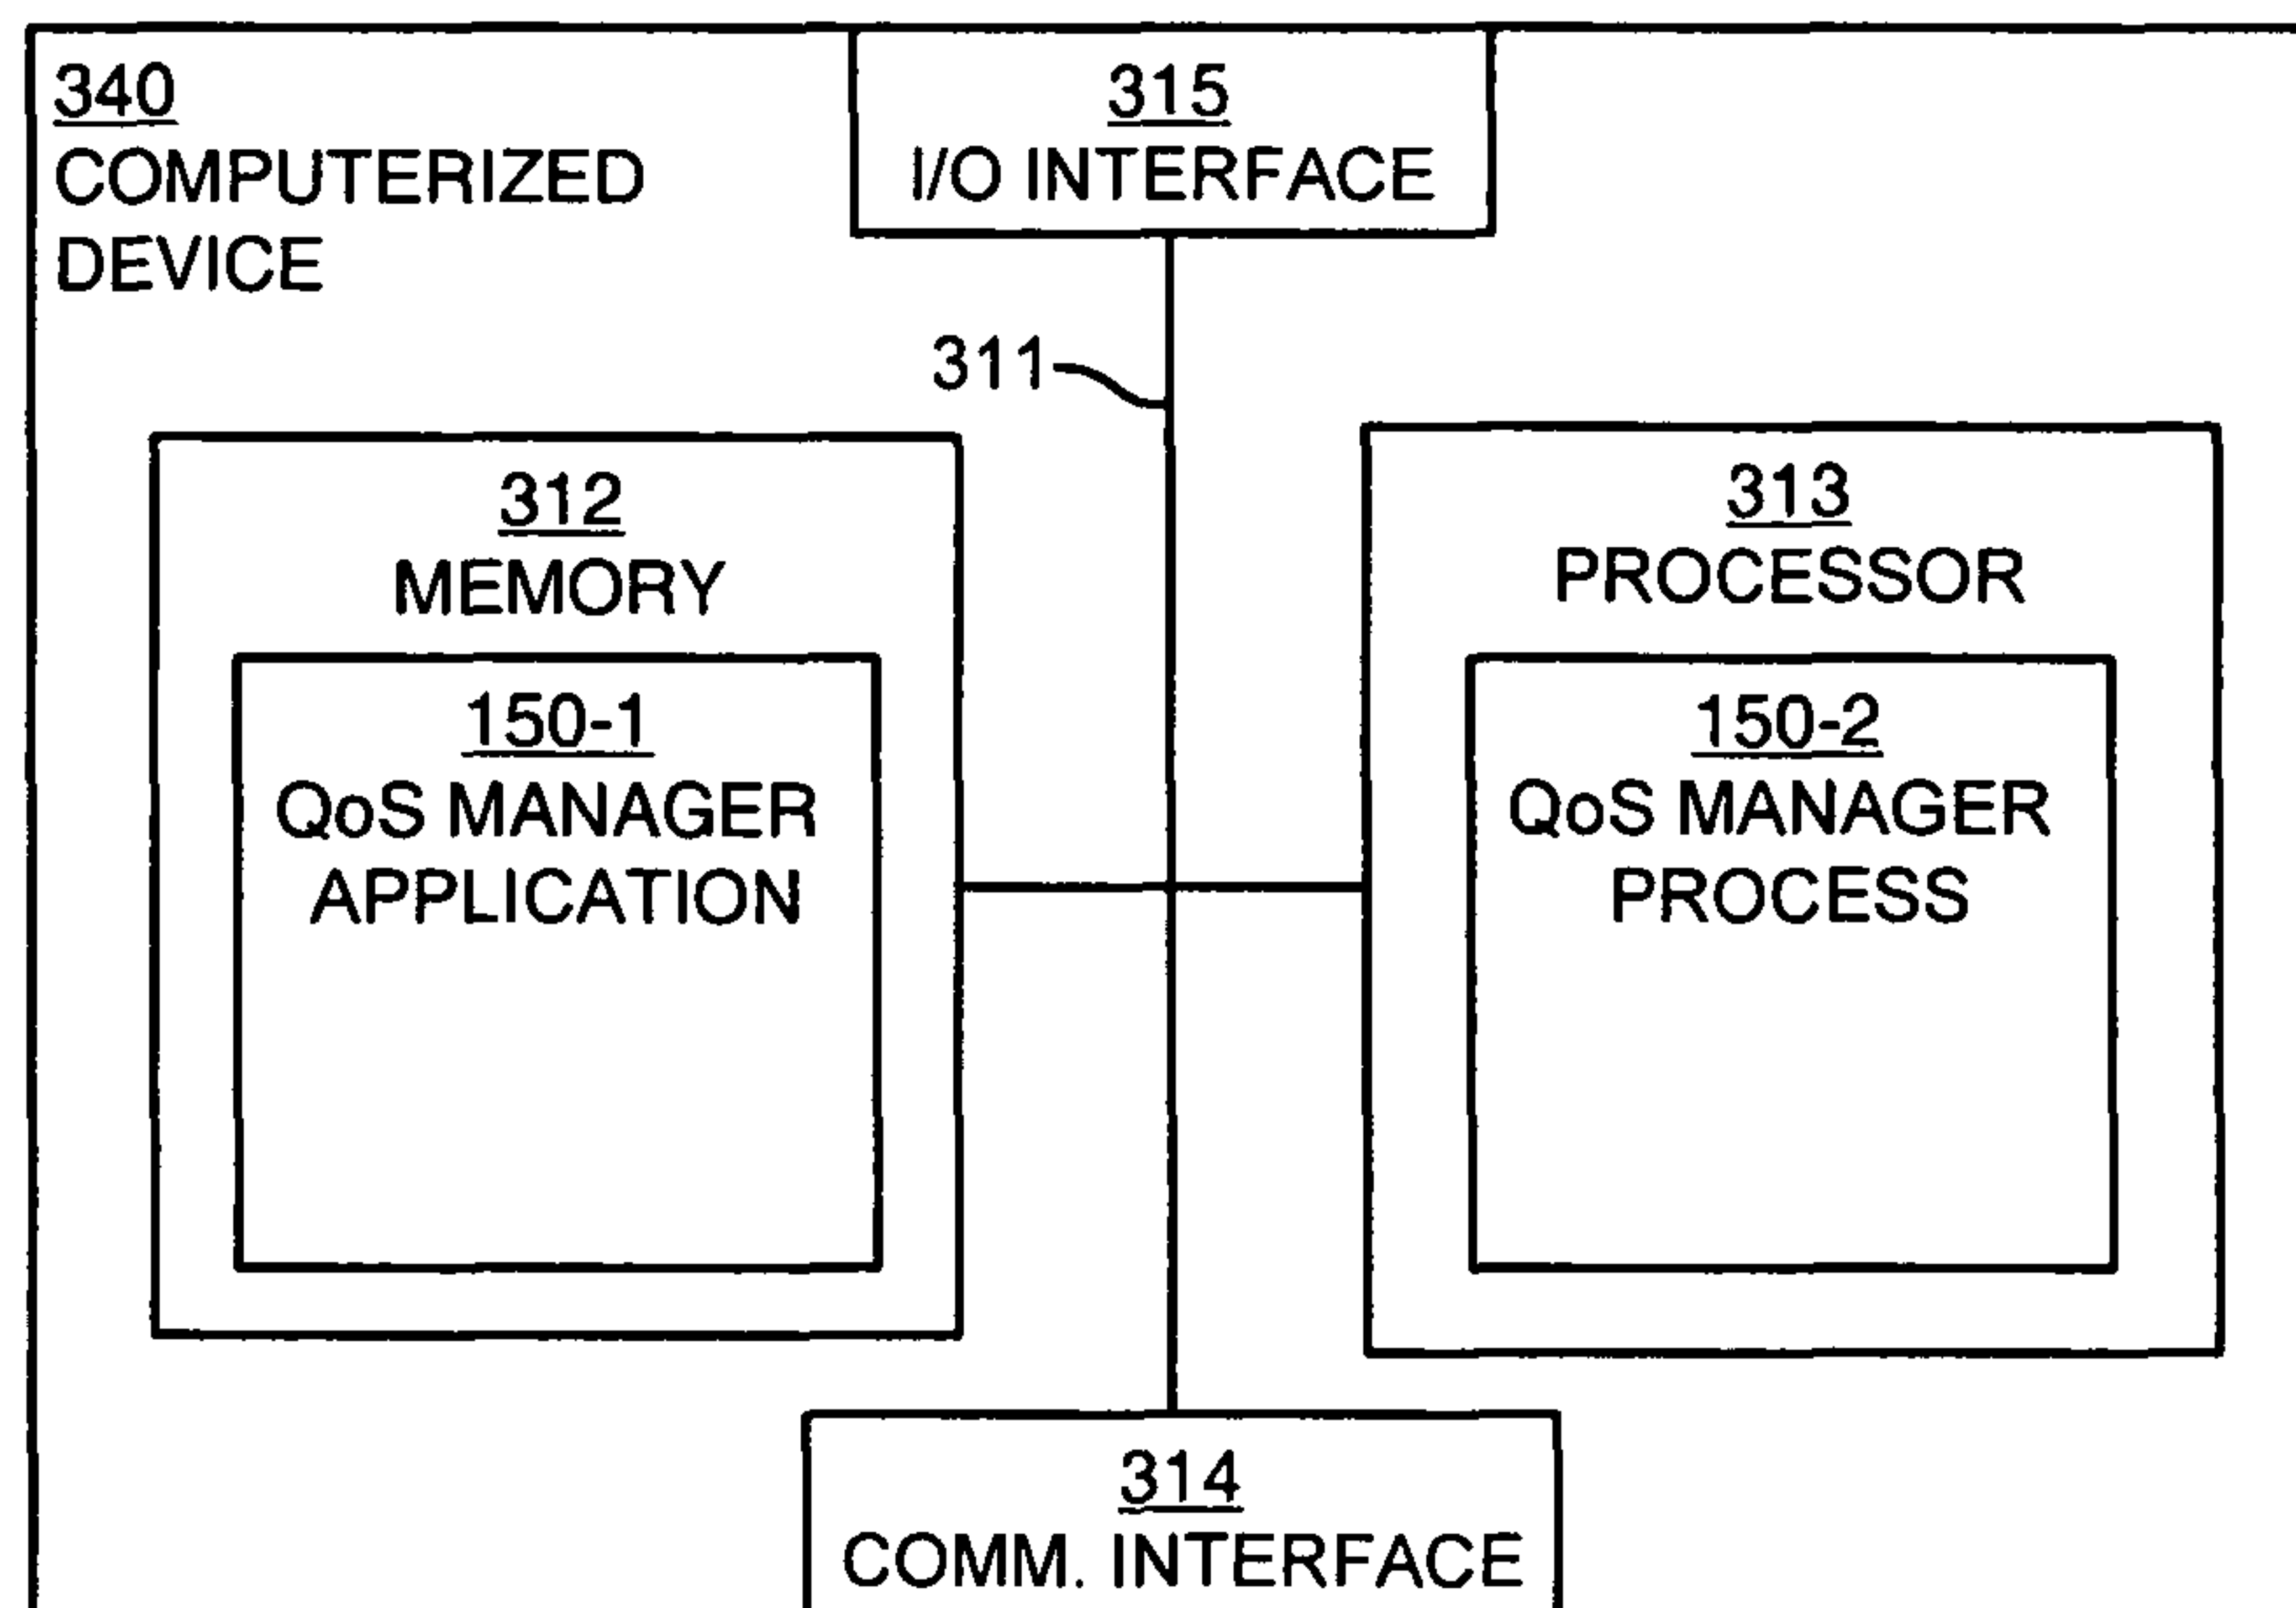 340
COMPUTERIZED
DEVICE
315
I/O INTERFACE
311
312
MEMORY
150-1
QoS MANAGER
APPLICATION
313
PROCESSOR
150-2
QoS MANAGER
PROCESS
314
COMM. INTERFACE